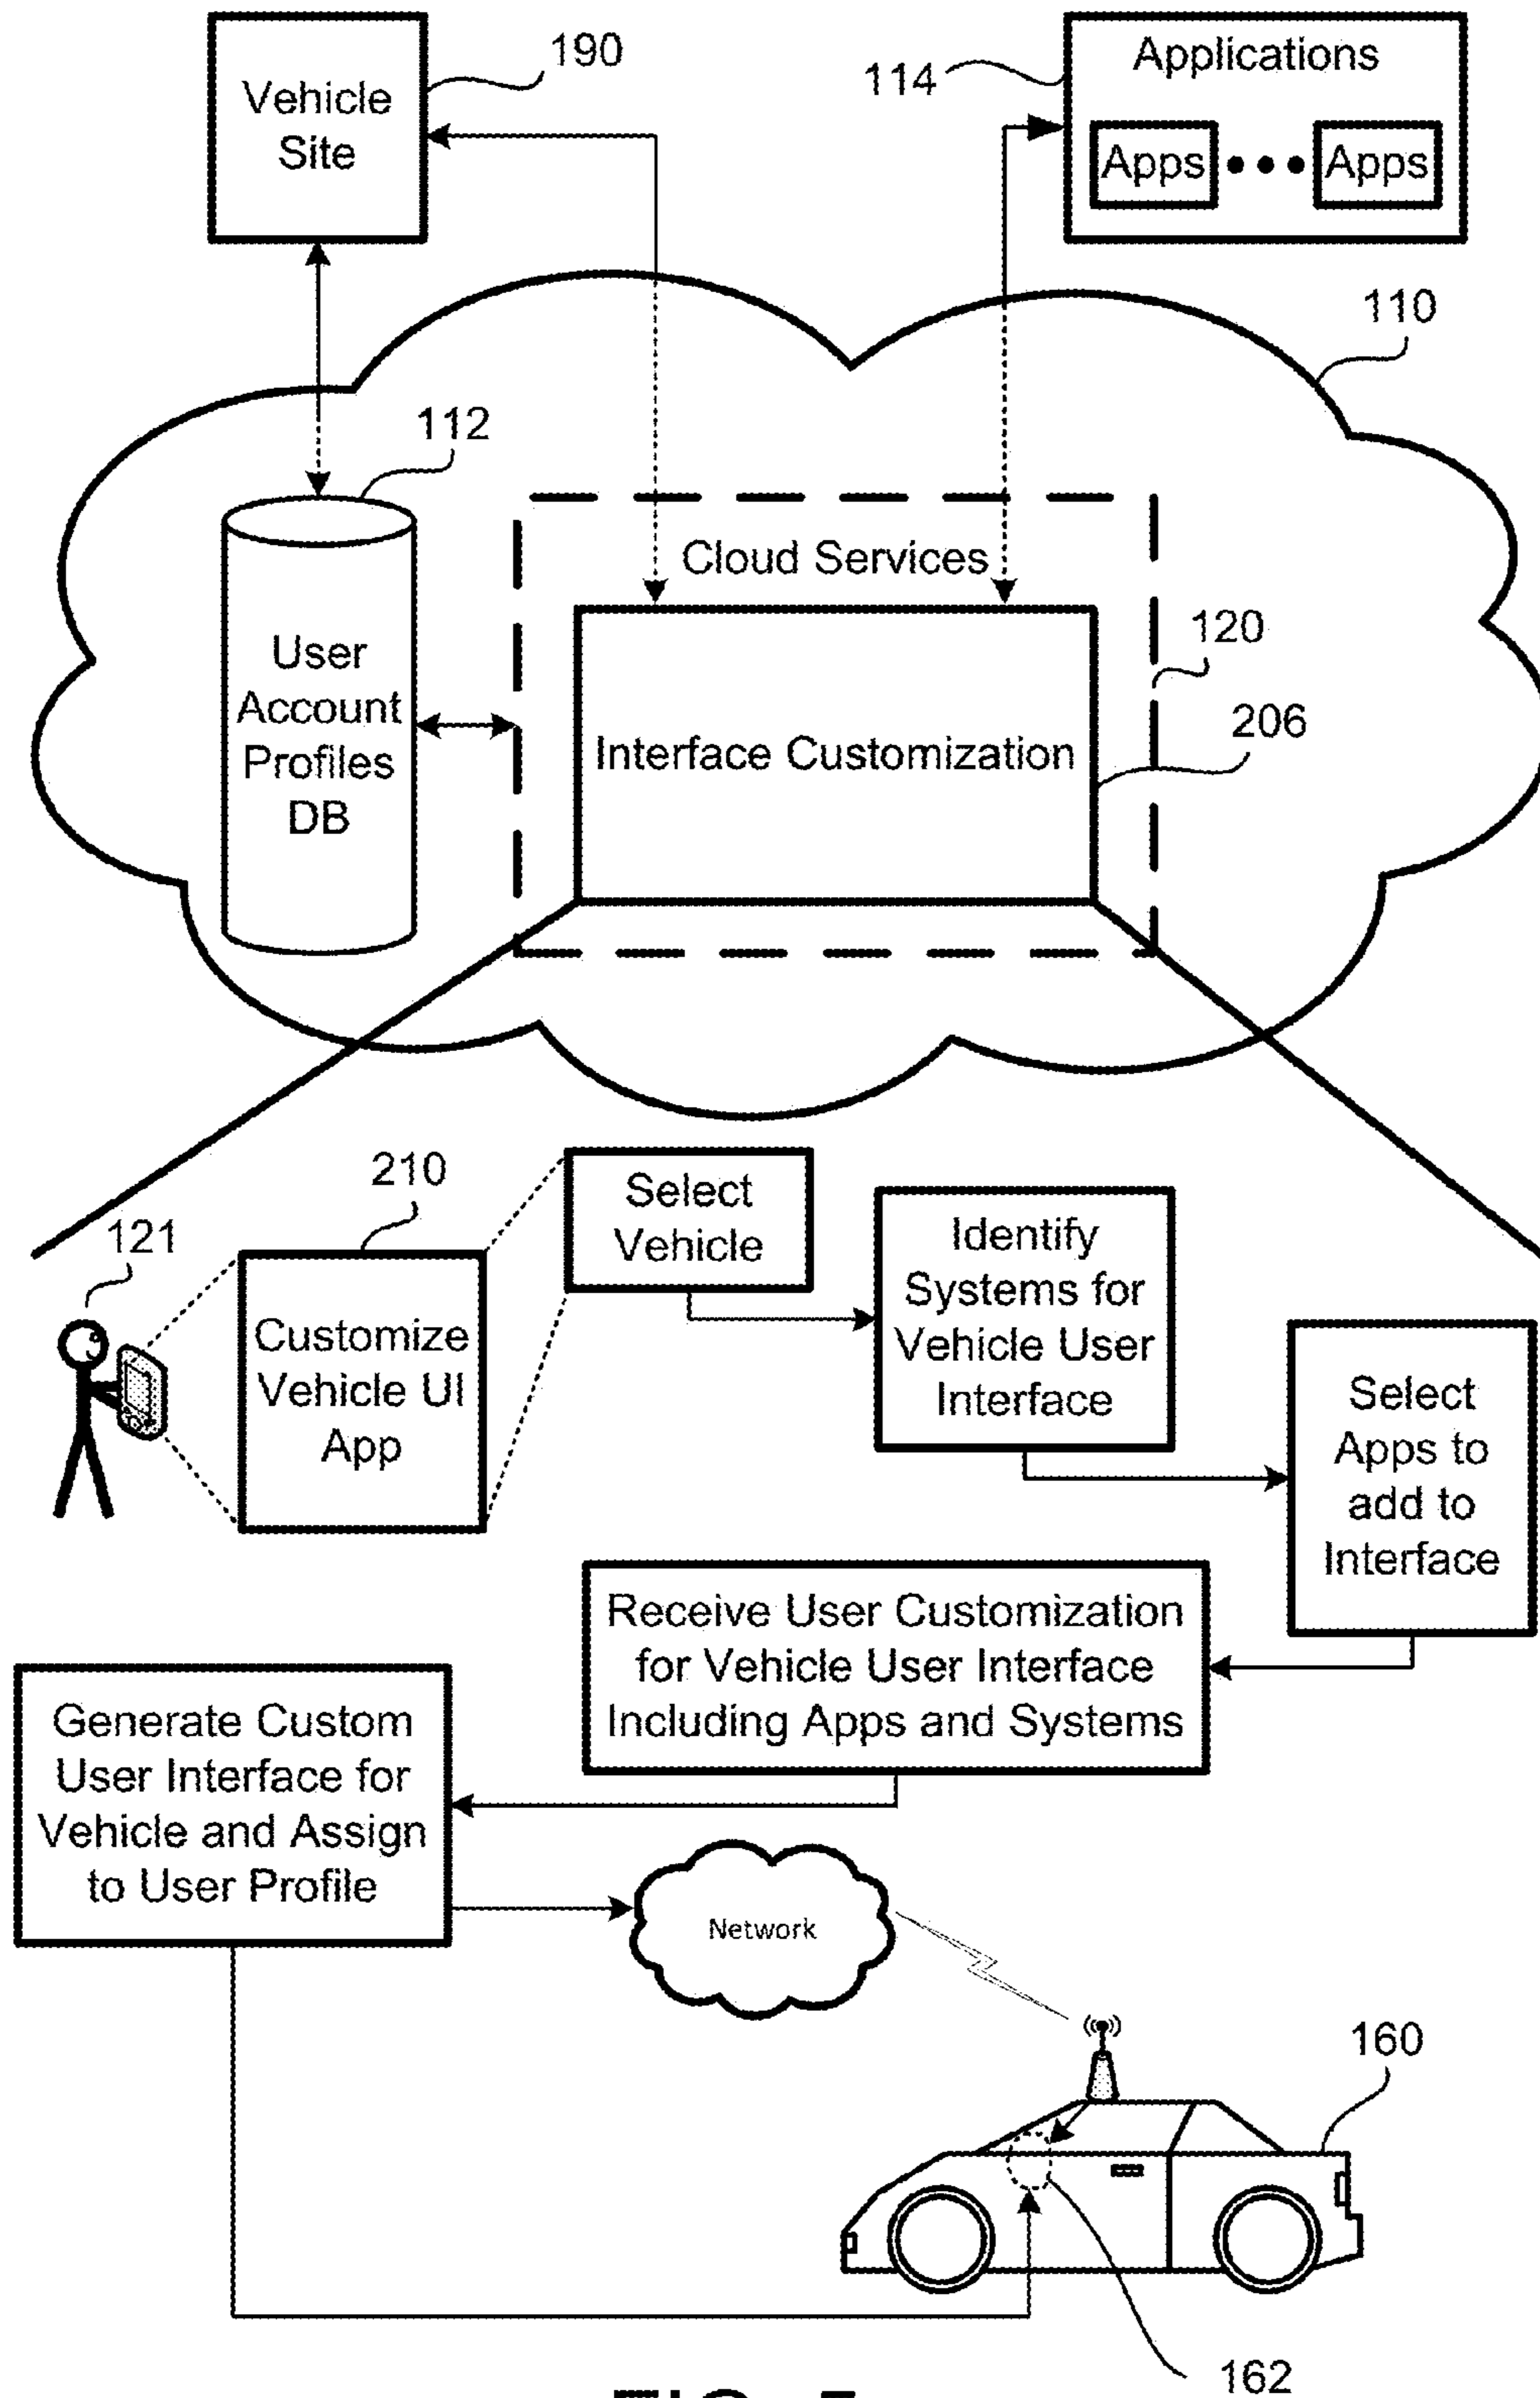 190
Vehicle
Site
114
Applications
Apps
Apps
110
112
Cloud Services
User
Account
Profiles
DB
120
206
Interface Customization
210
121
Customize
Vehicle UI
App
Select
Vehicle
Identify
Systems for
Vehicle User
Interface
Select
Apps to
add to
Interface
Receive User Customization
for Vehicle User Interface
Including Apps and Systems
Generate Custom
User Interface for
Vehicle and Assign
to User Profile
Network
160
162